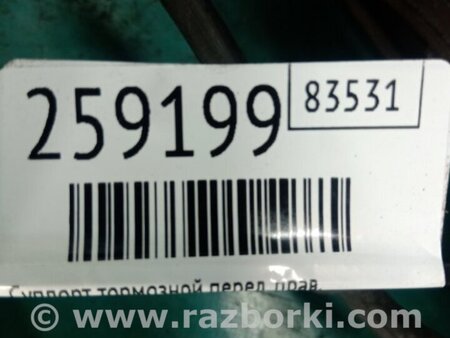 259199
83531
Суппорт тормозной перед. прав.
© www.razborki.com